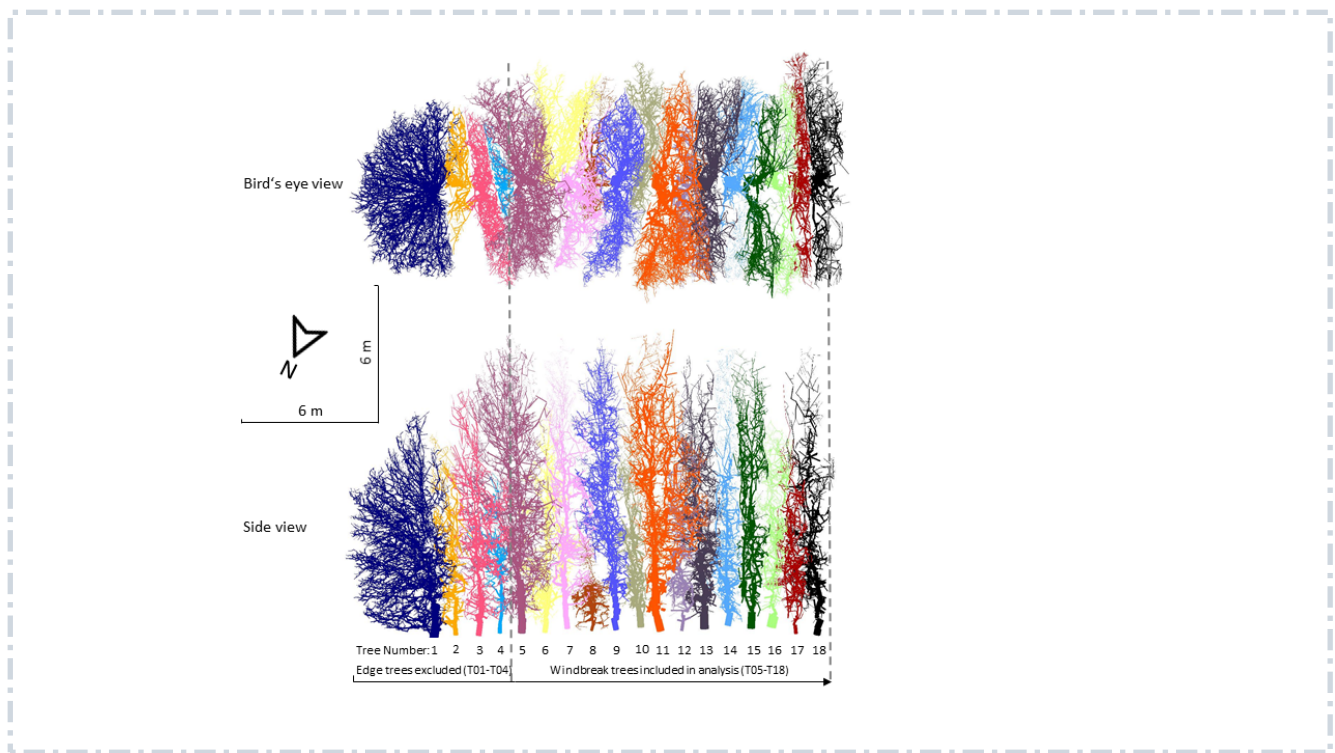 Bird's eye view
N
6 m
6 m
Side view
Tree Number: 1 2 3 4 5 6 7 8 9 10 11 12 13 14 15 16 17 18
Edge trees excluded (T01-T04)
Windbreak trees included in analysis (T05-T18)